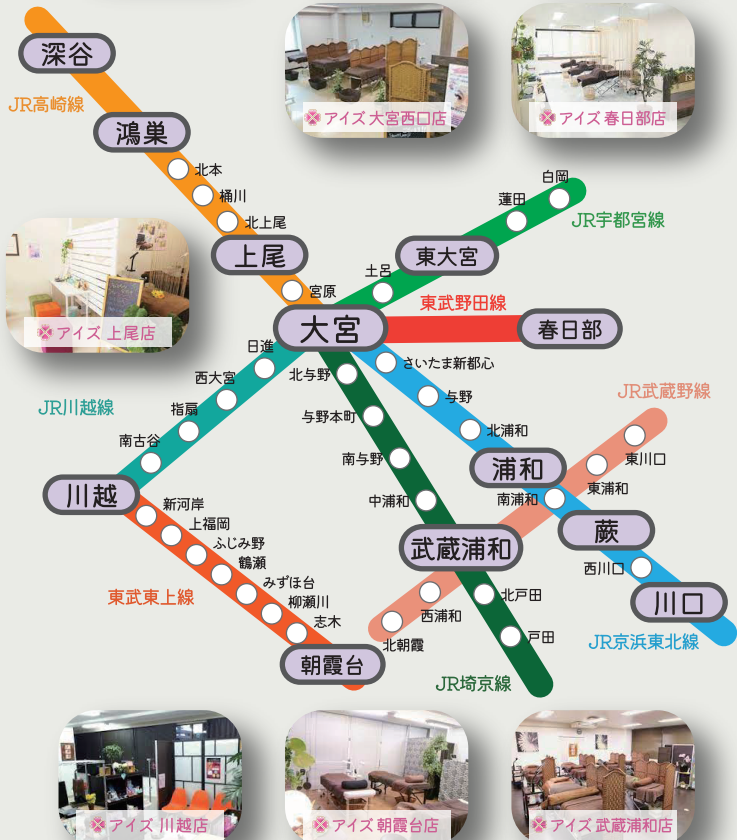 深谷
JR高崎線
アイズ 大宮西口店
アイズ 春日部店
鴻巣
北本
桶川
北上尾
白岡
蓮田
JR宇都宮線
上尾
東大宮
土呂
宮原
東武野田線
アイズ 上尾店
大宮
春日部
日進
さいたま新都心
北与野
西大宮
与野
JR武蔵野線
JR川越線
指扇
与野本町
北浦和
南古谷
南与野
東川口
浦和
東浦和
川越
中浦和
南浦和
新河岸
上福岡
蕨
ふじみ野
武蔵浦和
鶴瀬
西川口
みずほ台
東武東上線
北戸田
川口
柳瀬川
西浦和
志木
戸田
北朝霞
JR京浜東北線
朝霞台
JR埼京線
アイズ 川越店
アイズ 朝霞台店
アイズ 武蔵浦和店